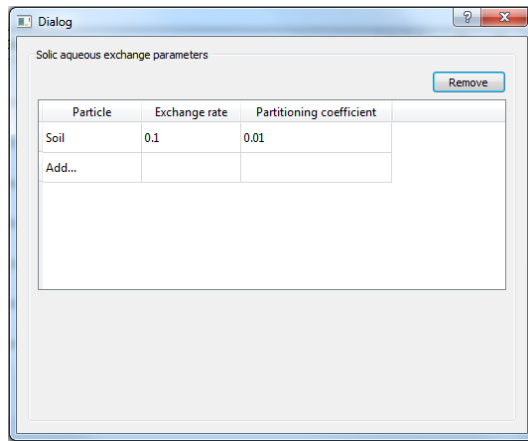 Dialog
Solic aqueous exchange parameters
Remove
Particle Exchange rate Partitioning coefficient
Soil 0.1 0.01
Add...